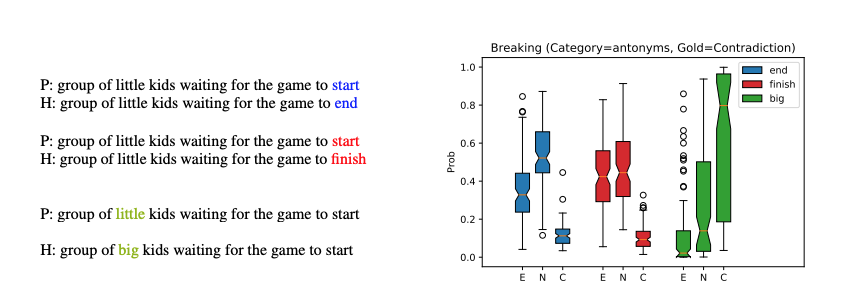 P: group of little kids waiting for the game to start
H: group of little kids waiting for the game to end
P: group of little kids waiting for the game to start
H: group of little kids waiting for the game to finish
P: group of little kids waiting for the game to start
H: group of big kids waiting for the game to start
Breaking (Category=antonyms, Gold=Contradiction)
Prob
1.0
0.8
0.6
0.4
0.2
0.0
end
finish
big
E N C E N C E N C